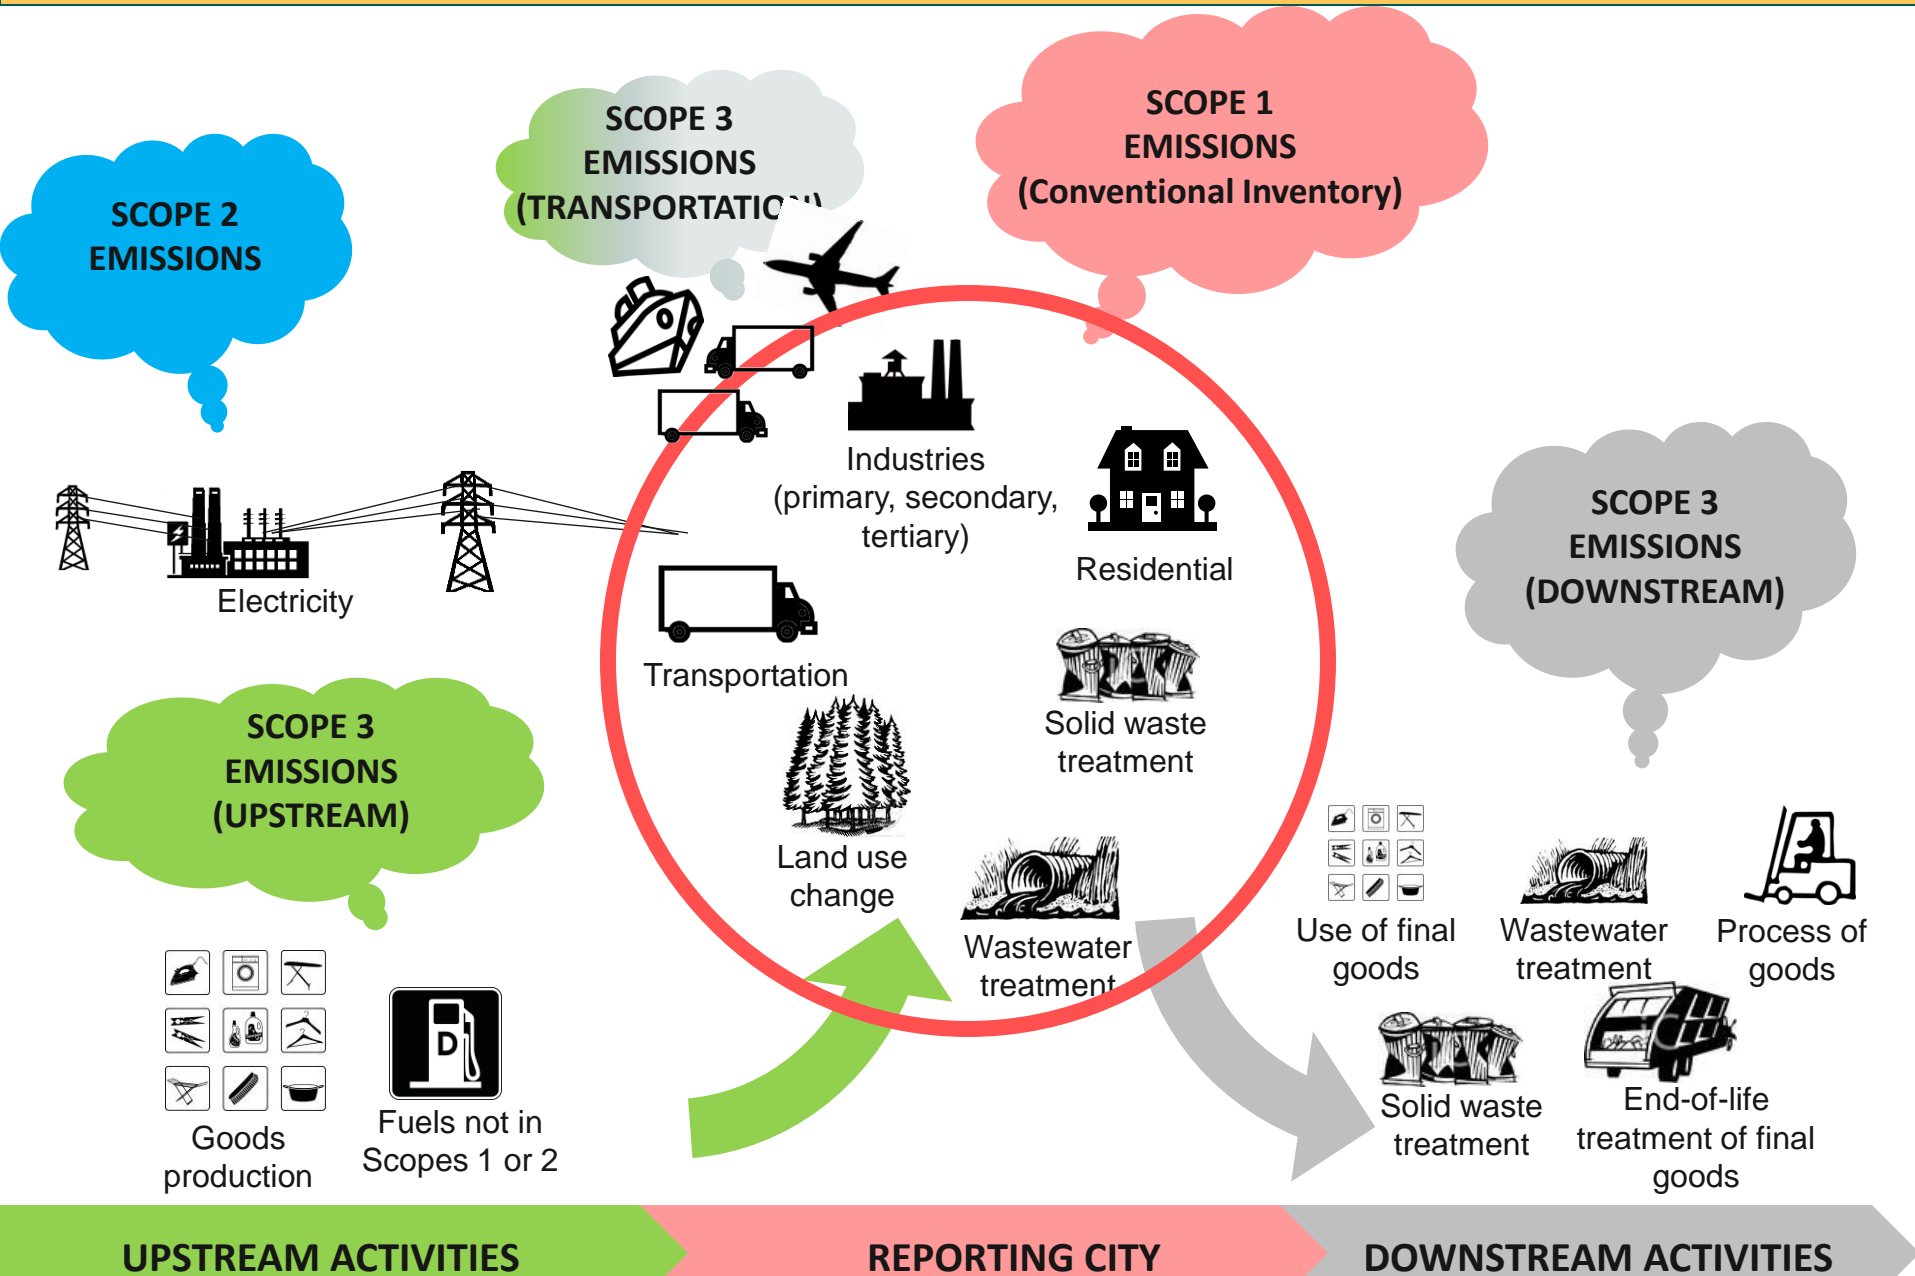 SCOPE 1
EMISSIONS
(Conventional Inventory)
SCOPE 3
EMISSIONS
(TRANSPORTATION)
SCOPE 2
EMISSIONS
Industries
(primary, secondary,
tertiary)
Residential
Electricity
Transportation
Solid waste
treatment
Land use
change
Wastewater
treatment
SCOPE 3
EMISSIONS
(UPSTREAM)
Goods
production
D
Fuels not in
Scopes 1 or 2
SCOPE 3
EMISSIONS
(DOWNSTREAM)
Use of final
goods
Wastewater
treatment
Process of
goods
Solid waste
treatment
End-of-life
treatment of final
goods
UPSTREAM ACTIVITIES
REPORTING CITY
DOWNSTREAM ACTIVITIES